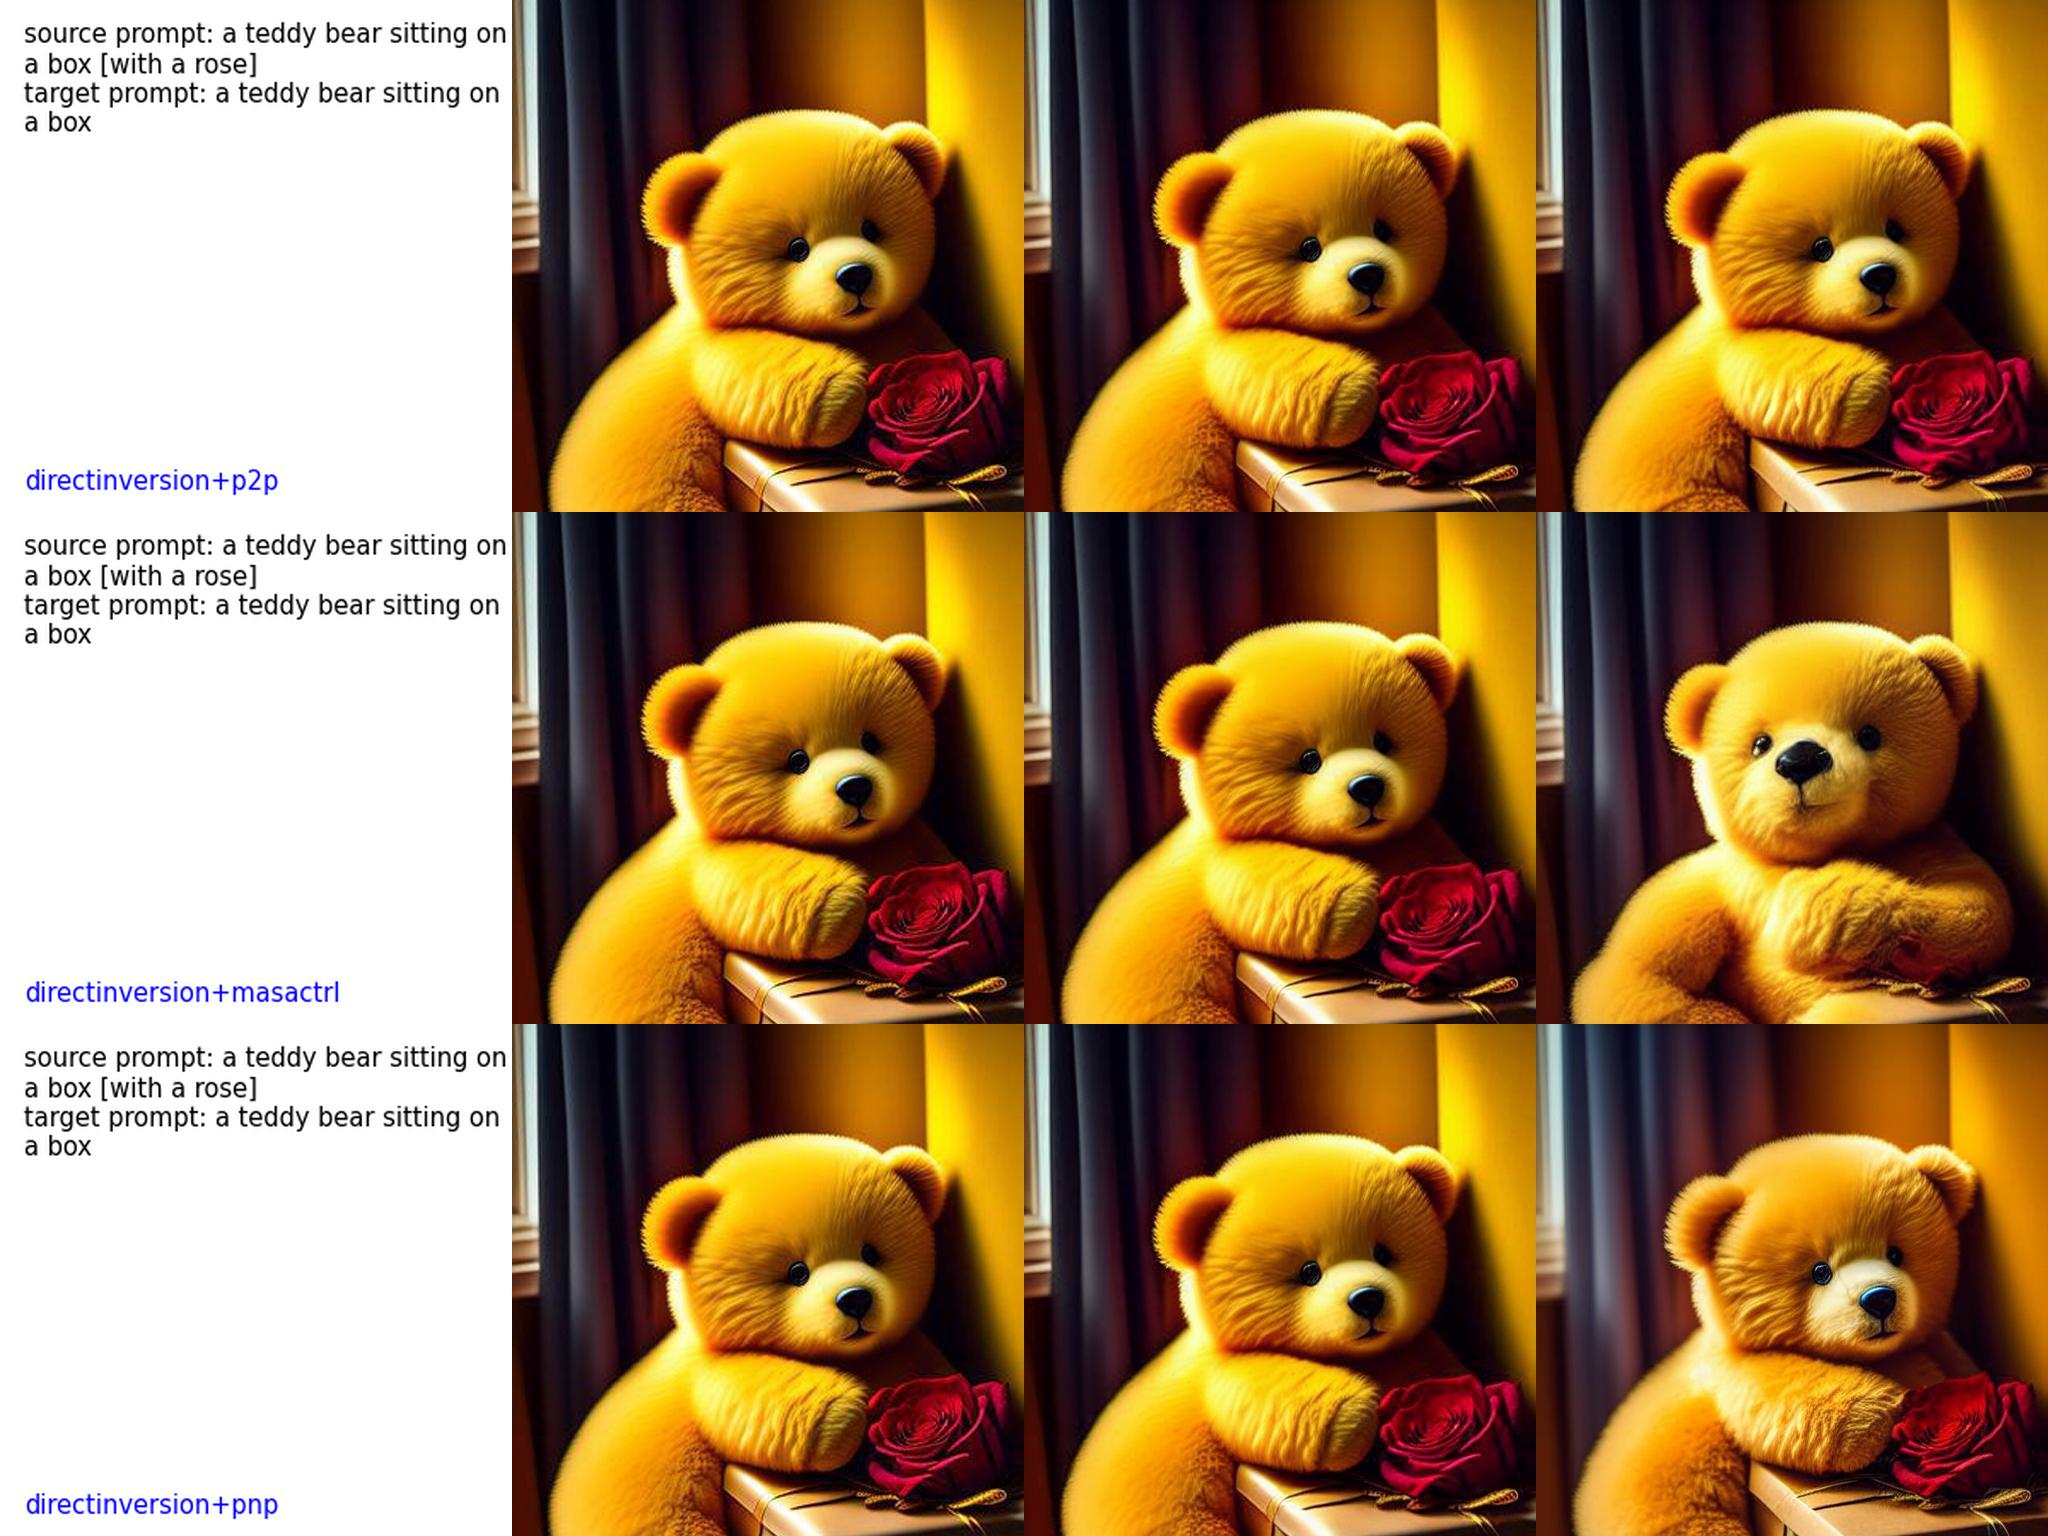 source prompt: a teddy bear sitting on
a box [with a rose]
target prompt: a teddy bear sitting on
a box
directinversion+p2p
source prompt: a teddy bear sitting on
a box [with a rose]
target prompt: a teddy bear sitting on
a box
directinversion+masactrl
source prompt: a teddy bear sitting on
a box [with a rose]
target prompt: a teddy bear sitting on
a box
directinversion+pnp